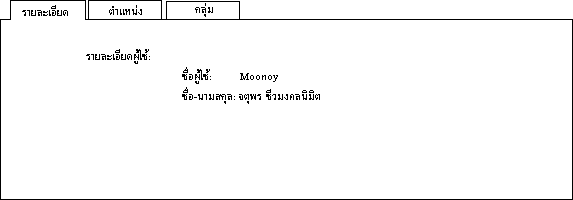 รายละเอียด ตำแหน่ง กลุ่ม
รายละเอียดผู้ใช้:
ชื่อผู้ใช้: Moonoy
ชื่อ-นามสกุล: จตุพร ชีวมงคลนิมิต